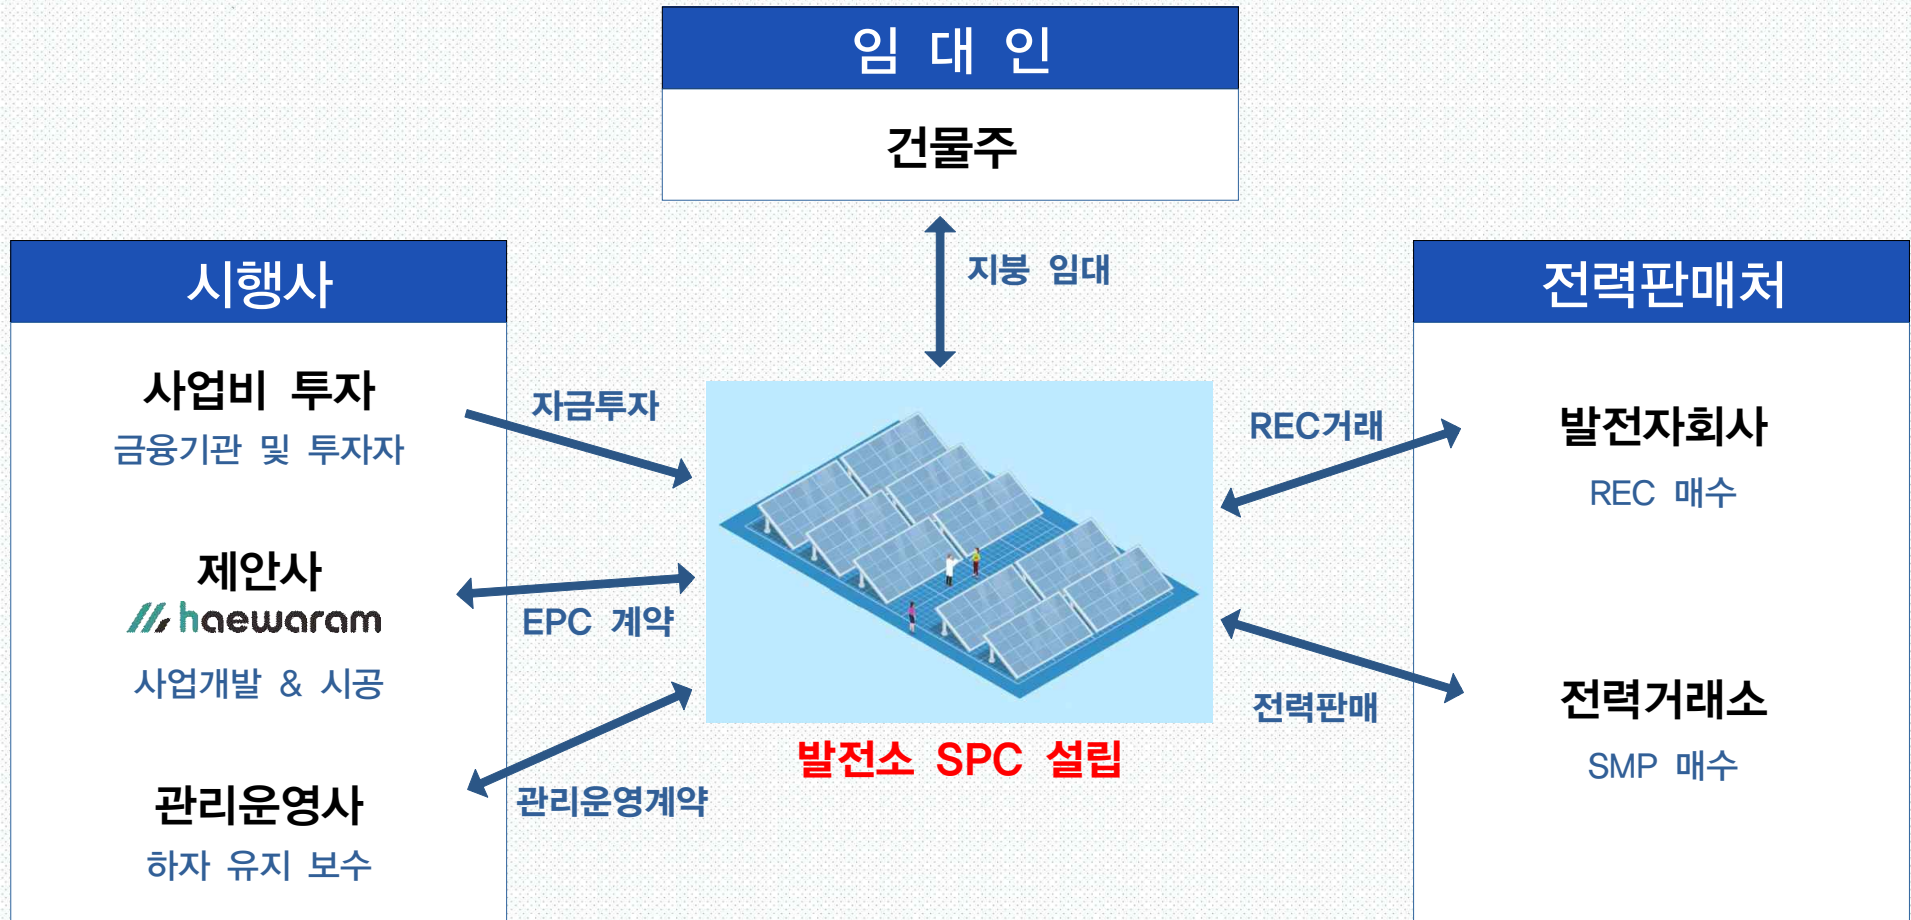 임 대 인
건물주
지붕 임대
시행사
사업비 투자
금융기관 및 투자자
제안사
haewaram
사업개발 & 시공
관리운영사
하자 유지 보수
자금투자
EPC 계약
관리운영계약
발전소 SPC 설립
REC거래
전력판매
전력판매처
발전자회사
REC 매수
전력거래소
SMP 매수